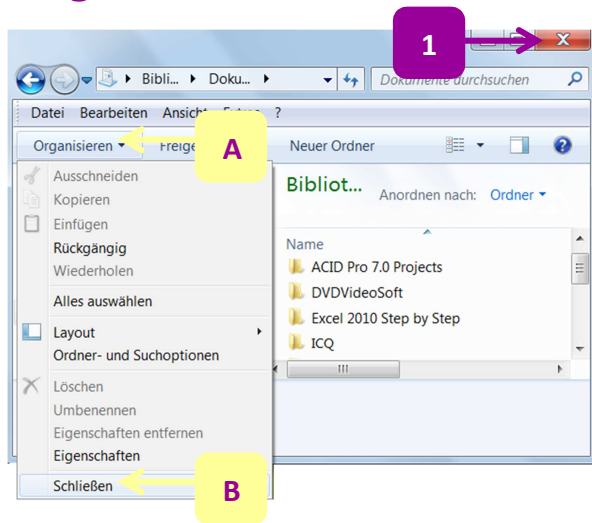 1
X
Bibli... Doku... Dokumente durchsuchen
Datei Bearbeiten Ansicht Extras ?
Organisieren A Neuer Ordner
Ausschneiden
Kopieren
Einfügen
Rückgängig
Wiederholen
Alles auswählen
Layout
Ordner- und Suchoptionen
Löschen
Umbenennen
Eigenschaften entfernen
Eigenschaften
Schließen B
Bibliot...
Anordnen nach: Ordner
Name
ACID Pro 7.0 Projects
DVDVideoSoft
Excel 2010 Step by Step
ICQ